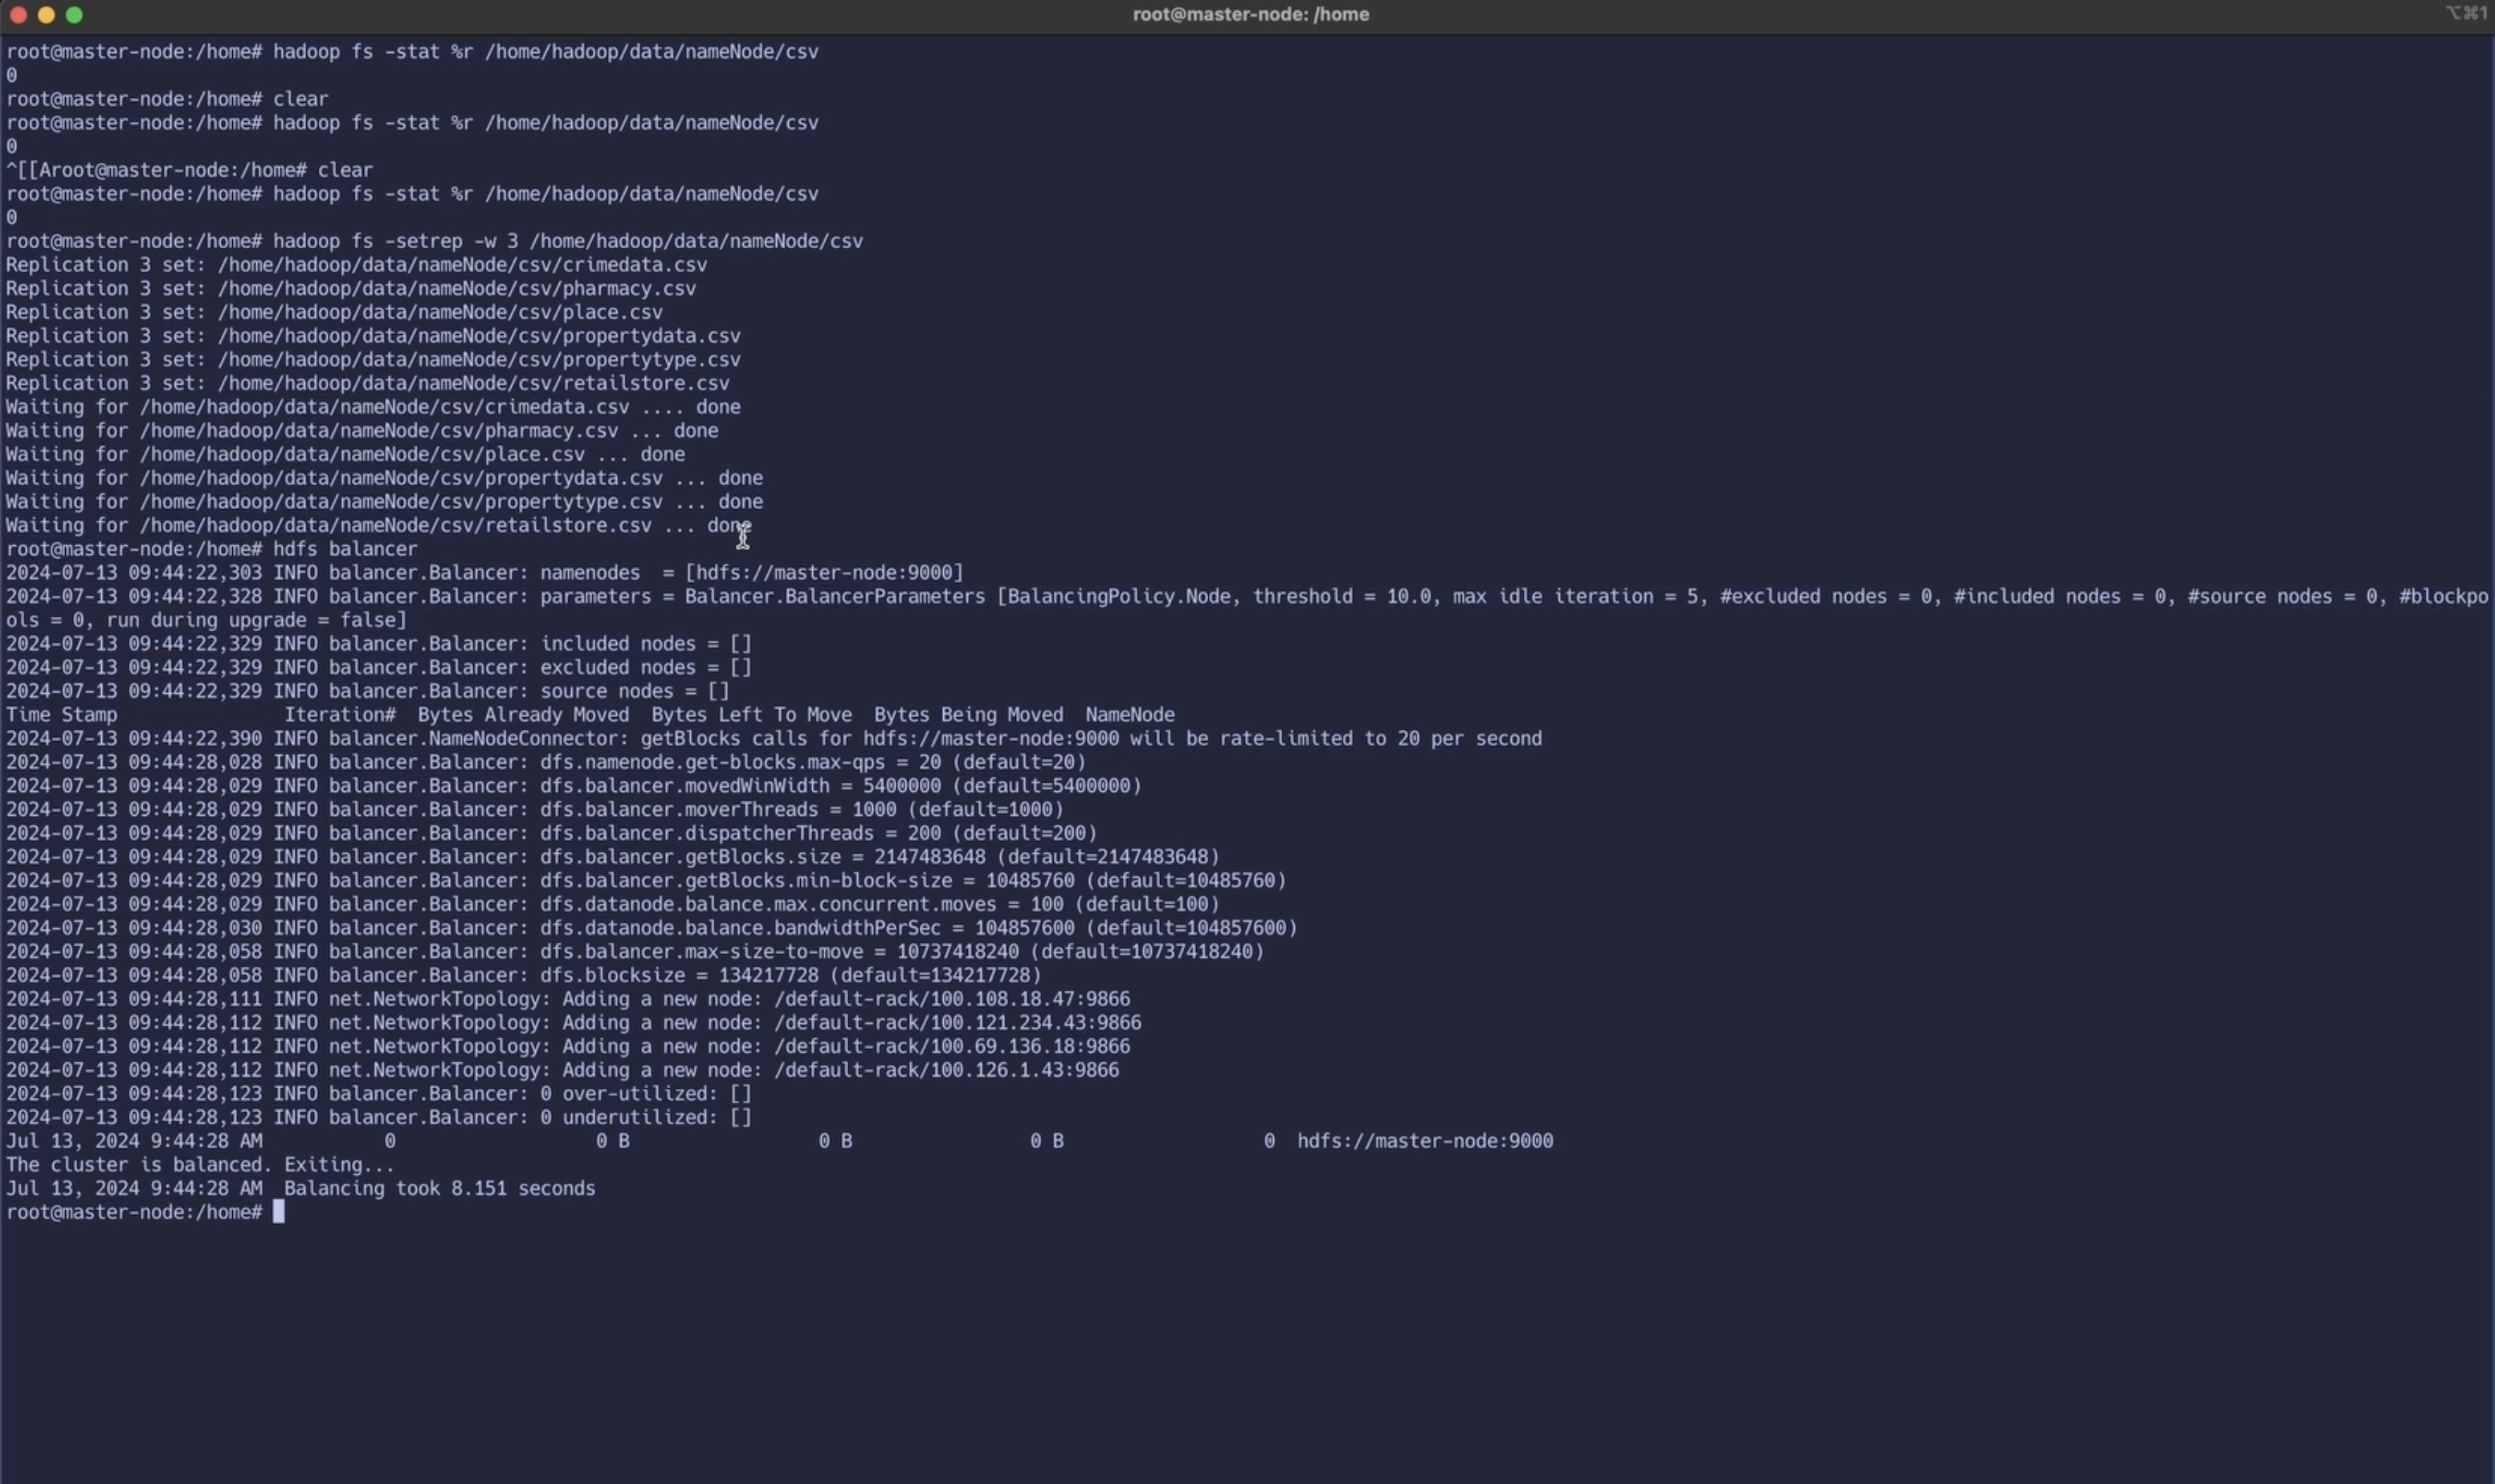 root@master-node: /home
⌥⌘1
root@master-node:/home# hadoop fs -stat %r /home/hadoop/data/nameNode/csv
0
root@master-node:/home# clear
root@master-node:/home# hadoop fs -stat %r /home/hadoop/data/nameNode/csv
0
^[[Aroot@master-node:/home# clear
root@master-node:/home# hadoop fs -stat %r /home/hadoop/data/nameNode/csv
0
root@master-node:/home# hadoop fs -setrep -w 3 /home/hadoop/data/nameNode/csv
Replication 3 set: /home/hadoop/data/nameNode/csv/crimedata.csv
Replication 3 set: /home/hadoop/data/nameNode/csv/pharmacy.csv
Replication 3 set: /home/hadoop/data/nameNode/csv/place.csv
Replication 3 set: /home/hadoop/data/nameNode/csv/propertydata.csv
Replication 3 set: /home/hadoop/data/nameNode/csv/propertytype.csv
Replication 3 set: /home/hadoop/data/nameNode/csv/retailstore.csv
Waiting for /home/hadoop/data/nameNode/csv/crimedata.csv .... done
Waiting for /home/hadoop/data/nameNode/csv/pharmacy.csv ... done
Waiting for /home/hadoop/data/nameNode/csv/place.csv ... done
Waiting for /home/hadoop/data/nameNode/csv/propertydata.csv ... done
Waiting for /home/hadoop/data/nameNode/csv/propertytype.csv ... done
Waiting for /home/hadoop/data/nameNode/csv/retailstore.csv ... done
root@master-node:/home# hdfs balancer
2024-07-13 09:44:22,303 INFO balancer.Balancer: namenodes  = [hdfs://master-node:9000]
2024-07-13 09:44:22,328 INFO balancer.Balancer: parameters = Balancer.BalancerParameters [BalancingPolicy.Node, threshold = 10.0, max idle iteration = 5, #excluded nodes = 0, #included nodes = 0, #source nodes = 0, #blockpo
ols = 0, run during upgrade = false]
2024-07-13 09:44:22,329 INFO balancer.Balancer: included nodes = []
2024-07-13 09:44:22,329 INFO balancer.Balancer: excluded nodes = []
2024-07-13 09:44:22,329 INFO balancer.Balancer: source nodes = []
Time Stamp               Iteration#  Bytes Already Moved  Bytes Left To Move  Bytes Being Moved  NameNode
2024-07-13 09:44:22,390 INFO balancer.NameNodeConnector: getBlocks calls for hdfs://master-node:9000 will be rate-limited to 20 per second
2024-07-13 09:44:28,028 INFO balancer.Balancer: dfs.namenode.get-blocks.max-qps = 20 (default=20)
2024-07-13 09:44:28,029 INFO balancer.Balancer: dfs.balancer.movedWinWidth = 5400000 (default=5400000)
2024-07-13 09:44:28,029 INFO balancer.Balancer: dfs.balancer.moverThreads = 1000 (default=1000)
2024-07-13 09:44:28,029 INFO balancer.Balancer: dfs.balancer.dispatcherThreads = 200 (default=200)
2024-07-13 09:44:28,029 INFO balancer.Balancer: dfs.balancer.getBlocks.size = 2147483648 (default=2147483648)
2024-07-13 09:44:28,029 INFO balancer.Balancer: dfs.balancer.getBlocks.min-block-size = 10485760 (default=10485760)
2024-07-13 09:44:28,029 INFO balancer.Balancer: dfs.datanode.balance.max.concurrent.moves = 100 (default=100)
2024-07-13 09:44:28,030 INFO balancer.Balancer: dfs.datanode.balance.bandwidthPerSec = 104857600 (default=104857600)
2024-07-13 09:44:28,058 INFO balancer.Balancer: dfs.balancer.max-size-to-move = 10737418240 (default=10737418240)
2024-07-13 09:44:28,058 INFO balancer.Balancer: dfs.blocksize = 134217728 (default=134217728)
2024-07-13 09:44:28,111 INFO net.NetworkTopology: Adding a new node: /default-rack/100.108.18.47:9866
2024-07-13 09:44:28,112 INFO net.NetworkTopology: Adding a new node: /default-rack/100.121.234.43:9866
2024-07-13 09:44:28,112 INFO net.NetworkTopology: Adding a new node: /default-rack/100.69.136.18:9866
2024-07-13 09:44:28,112 INFO net.NetworkTopology: Adding a new node: /default-rack/100.126.1.43:9866
2024-07-13 09:44:28,123 INFO balancer.Balancer: 0 over-utilized: []
2024-07-13 09:44:28,123 INFO balancer.Balancer: 0 underutilized: []
Jul 13, 2024 9:44:28 AM           0                  0 B                 0 B               0 B                  0  hdfs://master-node:9000
The cluster is balanced. Exiting...
Jul 13, 2024 9:44:28 AM  Balancing took 8.151 seconds
root@master-node:/home#